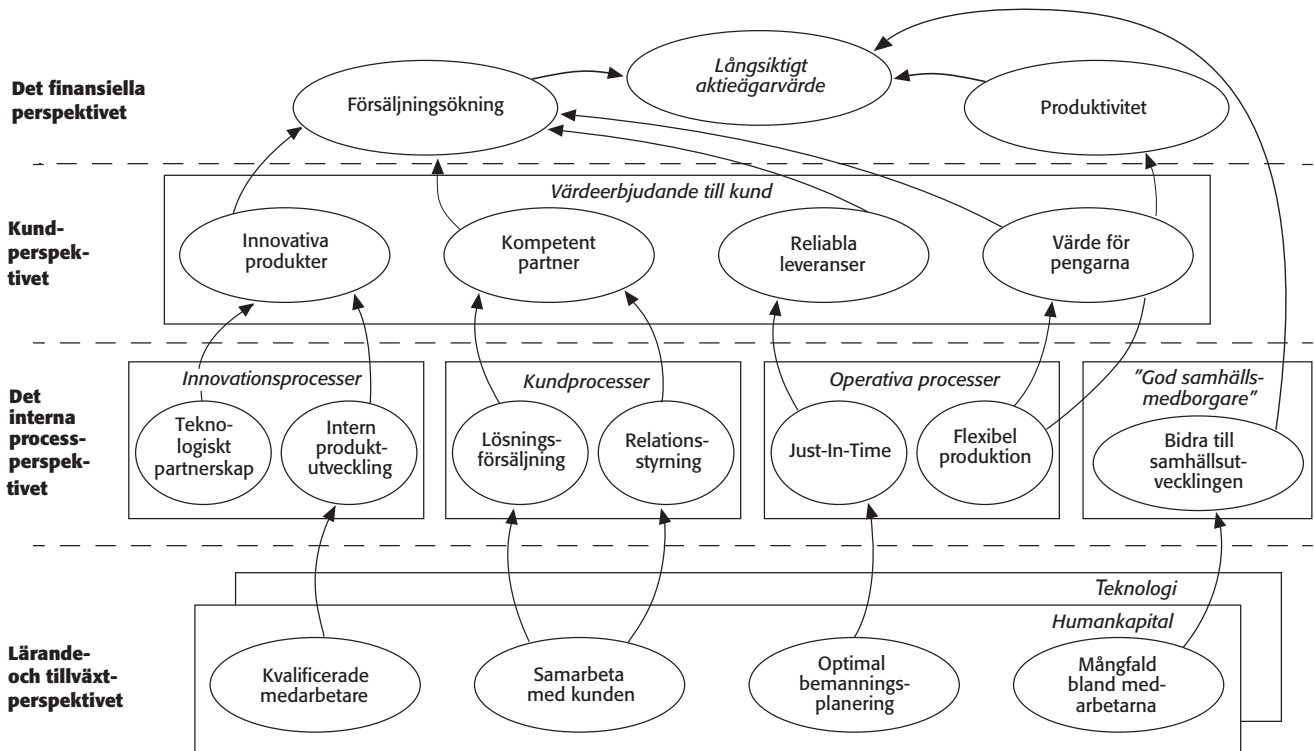 Det finansiella
perspektivet
Försäljningsökning
Långsiktigt
aktieägarvärde
Produktivitet
Kund-
perspek-
tivet
Värdeerbjudande till kund
Innovativa
produkter
Kompetent
partner
Reliabla
leveranser
Värde för
pengarna
Det
interna
process-
perspek-
tivet
Innovationsprocesser
Tekno-
logiskt
partnerskap
Intern
produkt-
utveckling
Kundprocesser
Lösnings-
försäljning
Relations-
styrning
Operativa processer
Just-In-Time
Flexibel
produktion
”God samhälls-
medborgare”
Bidra till
samhällsut-
vecklingen
Lärande-
och tillväxt-
perspektivet
Teknologi
Humankapital
Kvalificerade
medarbetare
Samarbeta
med kunden
Optimal
bemannings-
planering
Mångfald
bland med-
arbetarna